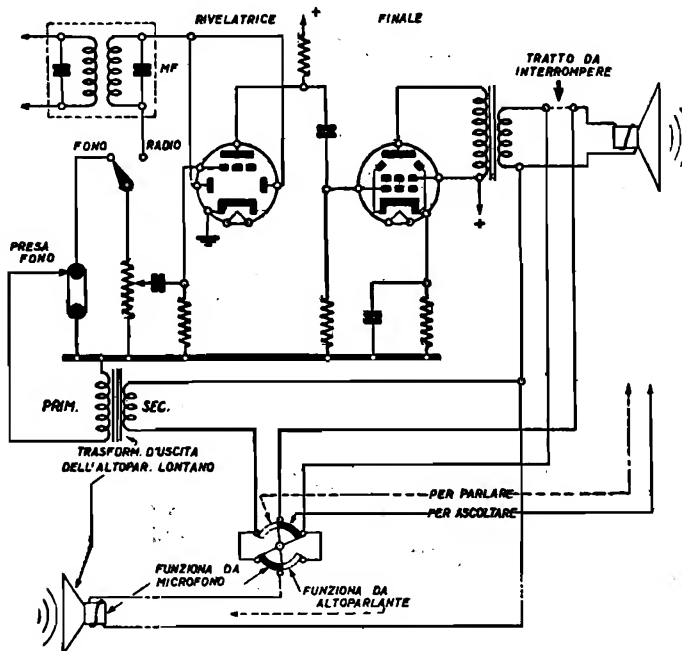 RIVELATRICE
FINALE
+
TRATTO DA
INTERROMPERE
MF
FONO
RADIO
PRESA
FONO
+
PRIM.
SEC.
TRASFORM. D'USCITA
DELL'ALTOPAR. LONTANO
PER PARLARE
PER ASCOLTARE
FUNZIONA DA
MICROFONO
FUNZIONA DA
ALTOPARLANTE